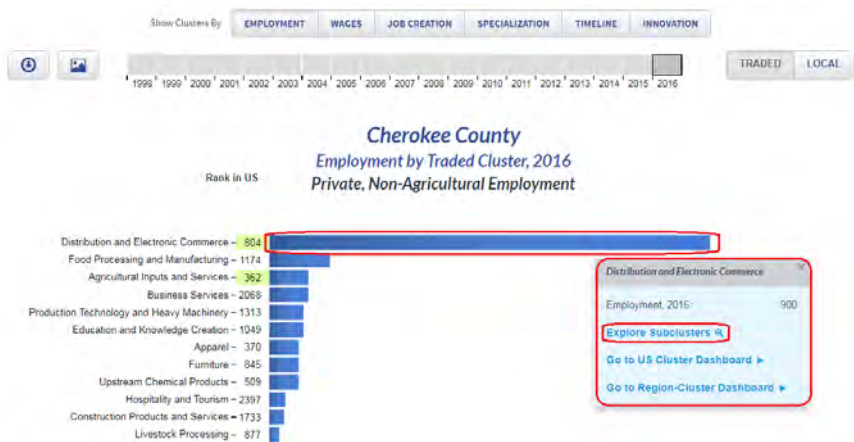 Show Clusters By EMPLOYMENT WAGES JOB CREATION SPECIALIZATION TIMELINE INNOVATION
TRADED LOCAL
1998 1999 2000 2001 2002 2003 2004 2005 2006 2007 2008 2009 2010 2011 2012 2013 2014 2015 2016
Cherokee County
Employment by Traded Cluster, 2016
Rank in US
Private, Non-Agricultural Employment
Distribution and Electronic Commerce – 804
Food Processing and Manufacturing – 1174
Agricultural Inputs and Services – 362
Business Services – 2068
Production Technology and Heavy Machinery – 1313
Education and Knowledge Creation – 1049
Apparel – 370
Furniture – 845
Upstream Chemical Products – 509
Hospitality and Tourism – 2397
Construction Products and Services – 1733
Livestock Processing – 877
Distribution and Electronic Commerce ×
Employment, 2016: 900
Explore Subclusters
Go to US Cluster Dashboard ►
Go to Region-Cluster Dashboard ►